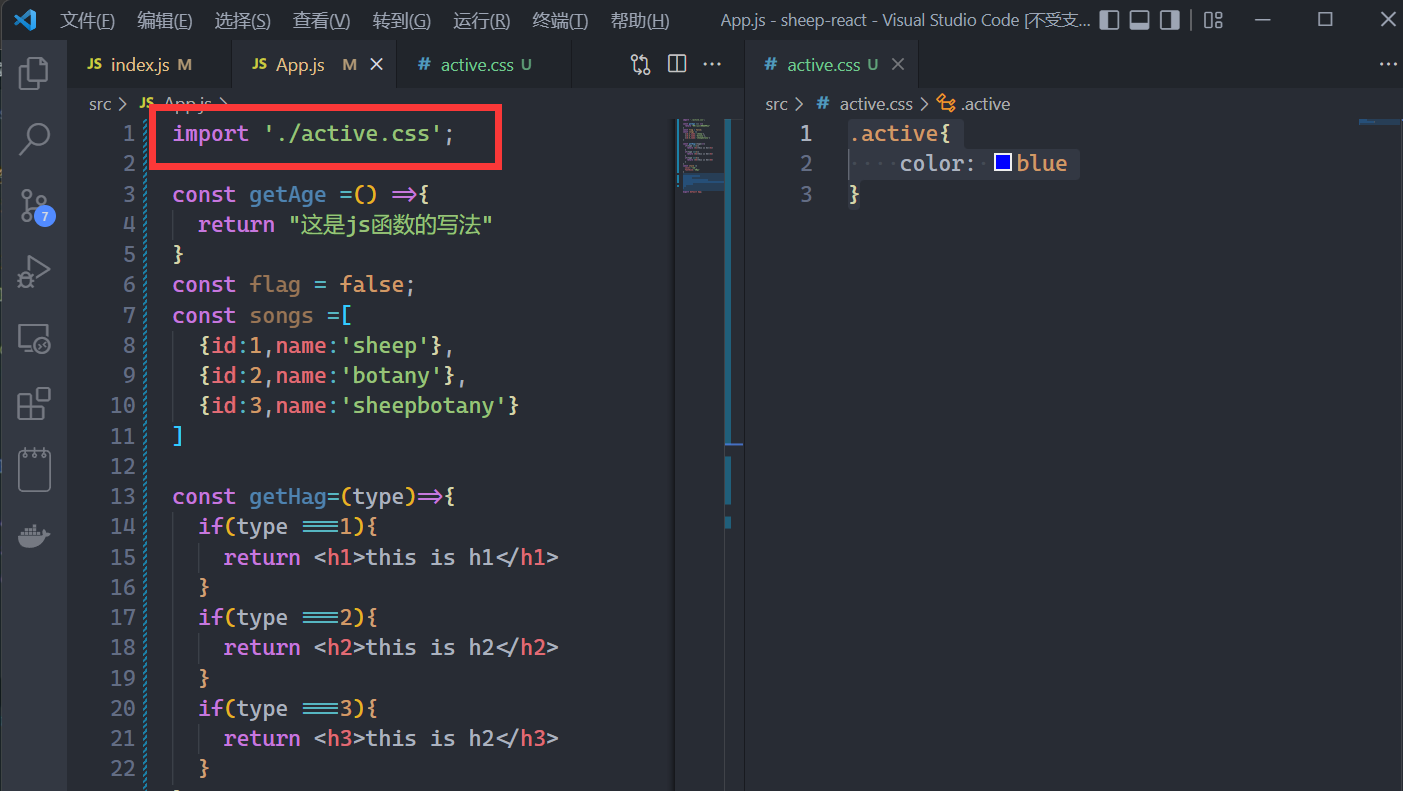 文件(F) 编辑(E) 选择(S) 查看(V) 转到(G) 运行(R) 终端(T) 帮助(H) App.js - sheep-react - Visual Studio Code [不受支...
JS index.js M JS App.js M # active.css U
src > JS App.js >
1 import './active.css';
2
3 const getAge =() =>{
4 return "这是js函数的写法"
5 }
6 const flag = false;
7 const songs =[
8 {id:1,name:'sheep'},
9 {id:2,name:'botany'},
10 {id:3,name:'sheepbotany'}
11 ]
12
13 const getHag=(type)=>{
14 if(type ===1){
15 return <h1>this is h1</h1>
16 }
17 if(type ===2){
18 return <h2>this is h2</h2>
19 }
20 if(type ===3){
21 return <h3>this is h2</h3>
22 }
7
# active.css U
src > # active.css > .active
1 .active{
2 color: blue
3 }